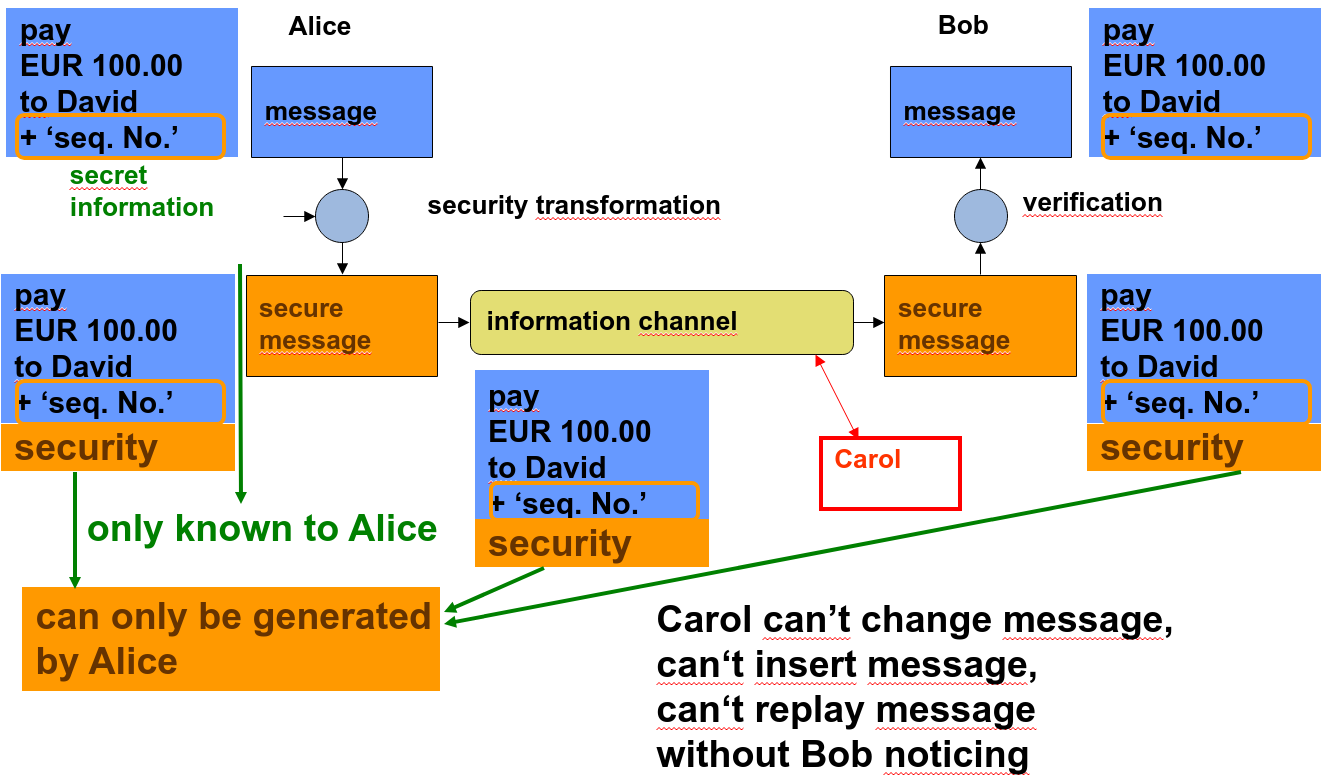 Alice
Bob
pay
EUR 100.00
to David
+ ‘seq. No.’
message
message
pay
EUR 100.00
to David
+ ‘seq. No.’
secret
information
security transformation
verification
pay
EUR 100.00
to David
+ ‘seq. No.’
security
secure
message
information channel
secure
message
pay
EUR 100.00
to David
+ ‘seq. No.’
security
pay
EUR 100.00
to David
+ ‘seq. No.’
security
Carol
only known to Alice
can only be generated
by Alice
Carol can’t change message,
can‘t insert message,
can‘t replay message
without Bob noticing